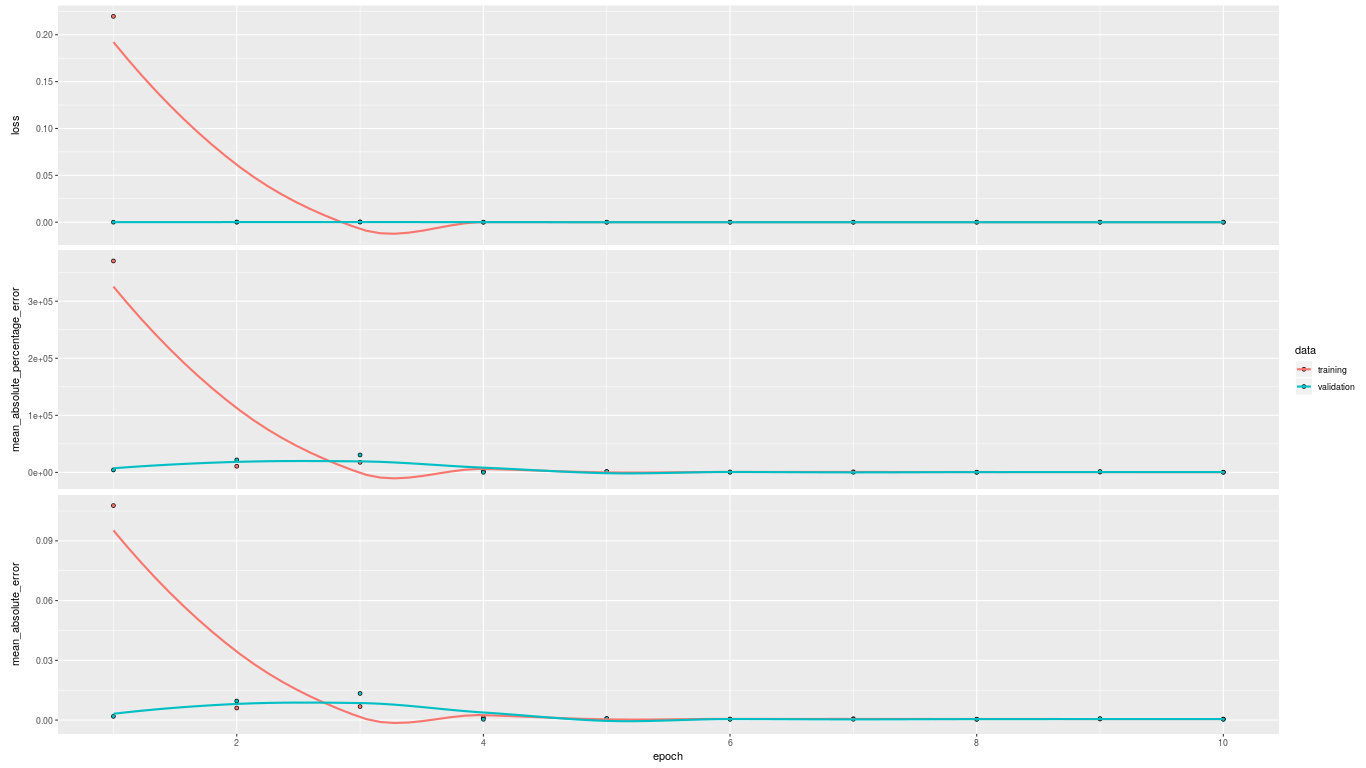 loss
0.20
0.15
0.10
0.05
0.00
mean_absolute_percentage_error
3e+05
2e+05
1e+05
0e+00
mean_absolute_error
0.09
0.06
0.03
0.00
2
4
6
8
10
epoch
data
training
validation